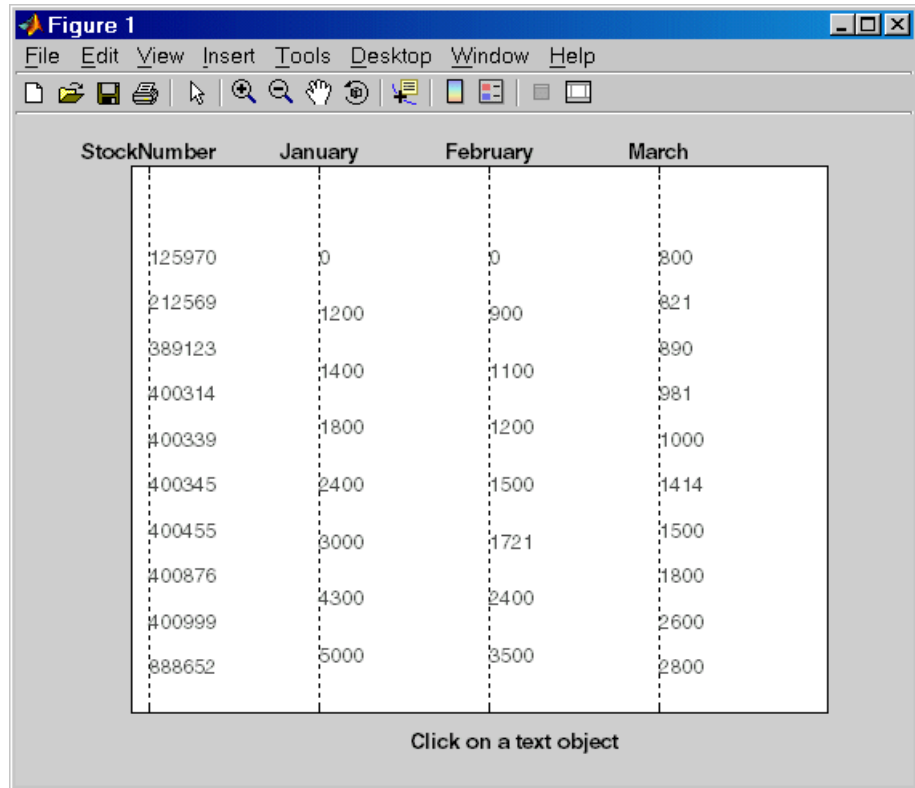 Figure 1
File Edit View Insert Tools Desktop Window Help
StockNumber January February March
125970 0 0 800
212569 1200 900 821
389123 890
1400 1100
400314 981
1800 1200
400339 1000
400345 2400 1500 1414
400455 3000 1721 1500
400876 1800
4300 2400
400999 2600
5000 3500
888652 2800
Click on a text object